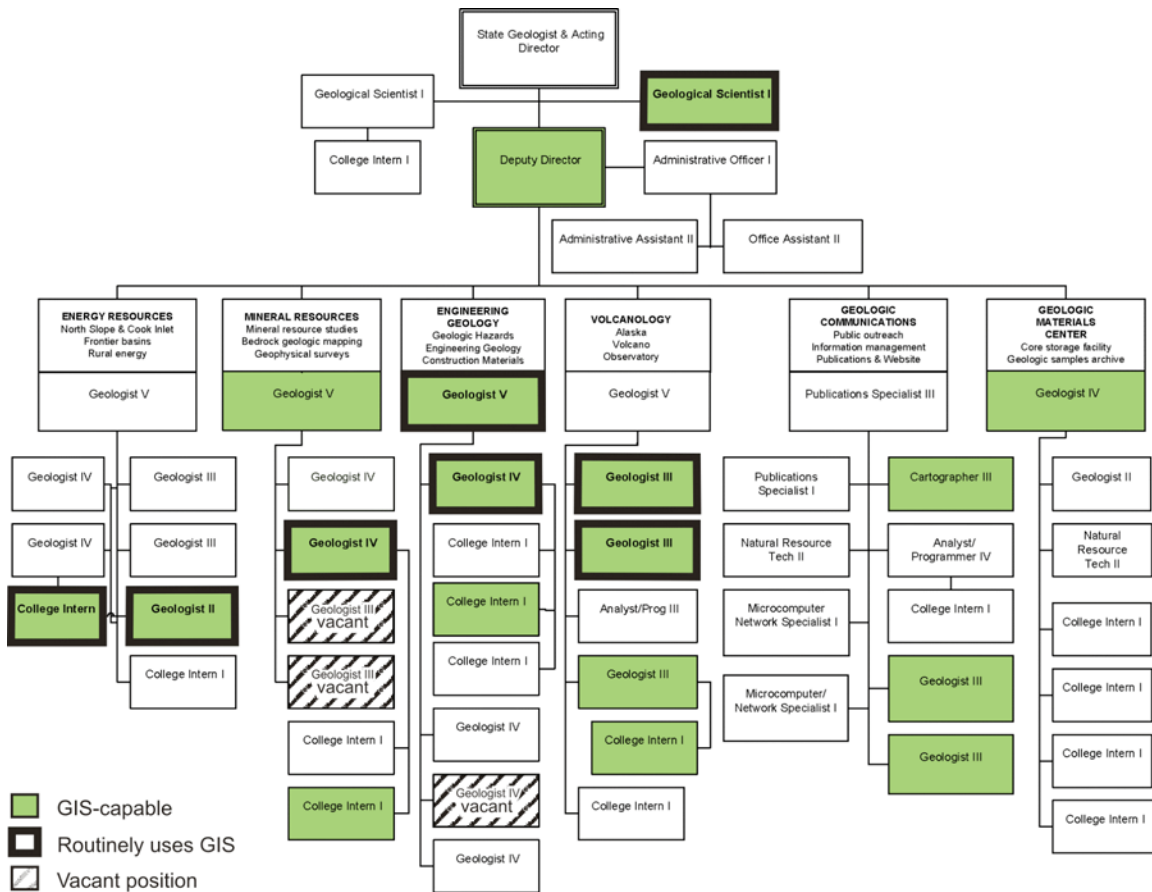 State Geologist & Acting
Director
Geological Scientist I
Geological Scientist I
College Intern I
Deputy Director
Administrative Officer I
Administrative Assistant II
Office Assistant II
ENERGY RESOURCES
North Slope & Cook Inlet
Frontier basins
Rural energy
Geologist V
MINERAL RESOURCES
Mineral resource studies
Bedrock geologic mapping
Geophysical surveys
Geologist V
ENGINEERING
GEOLOGY
Geologic Hazards
Engineering Geology
Construction Materials
Geologist V
VOLCANOLOGY
Alaska
Volcano
Observatory
Geologist V
GEOLOGIC
COMMUNICATIONS
Public outreach
Information management
Publications & Website
Publications Specialist III
GEOLOGIC
MATERIALS
CENTER
Core storage facility
Geologic samples archive
Geologist IV
Geologist IV
Geologist III
Geologist IV
Geologist III
College Intern
Geologist II
College Intern I
Geologist IV
Geologist IV
Geologist III
vacant
Geologist III
vacant
College Intern I
College Intern I
Geologist IV
College Intern I
College Intern I
College Intern I
Geologist IV
Geologist IV
vacant
Geologist IV
Geologist III
Geologist III
Analyst/Prog III
Geologist III
College Intern I
College Intern I
Publications
Specialist I
Cartographer III
Natural Resource
Tech II
Analyst/
Programmer IV
Microcomputer
Network Specialist I
College Intern I
Microcomputer/
Network Specialist I
Geologist III
Geologist III
Geologist II
Natural
Resource
Tech II
College Intern I
College Intern I
College Intern I
College Intern I
GIS-capable
Routinely uses GIS
Vacant position